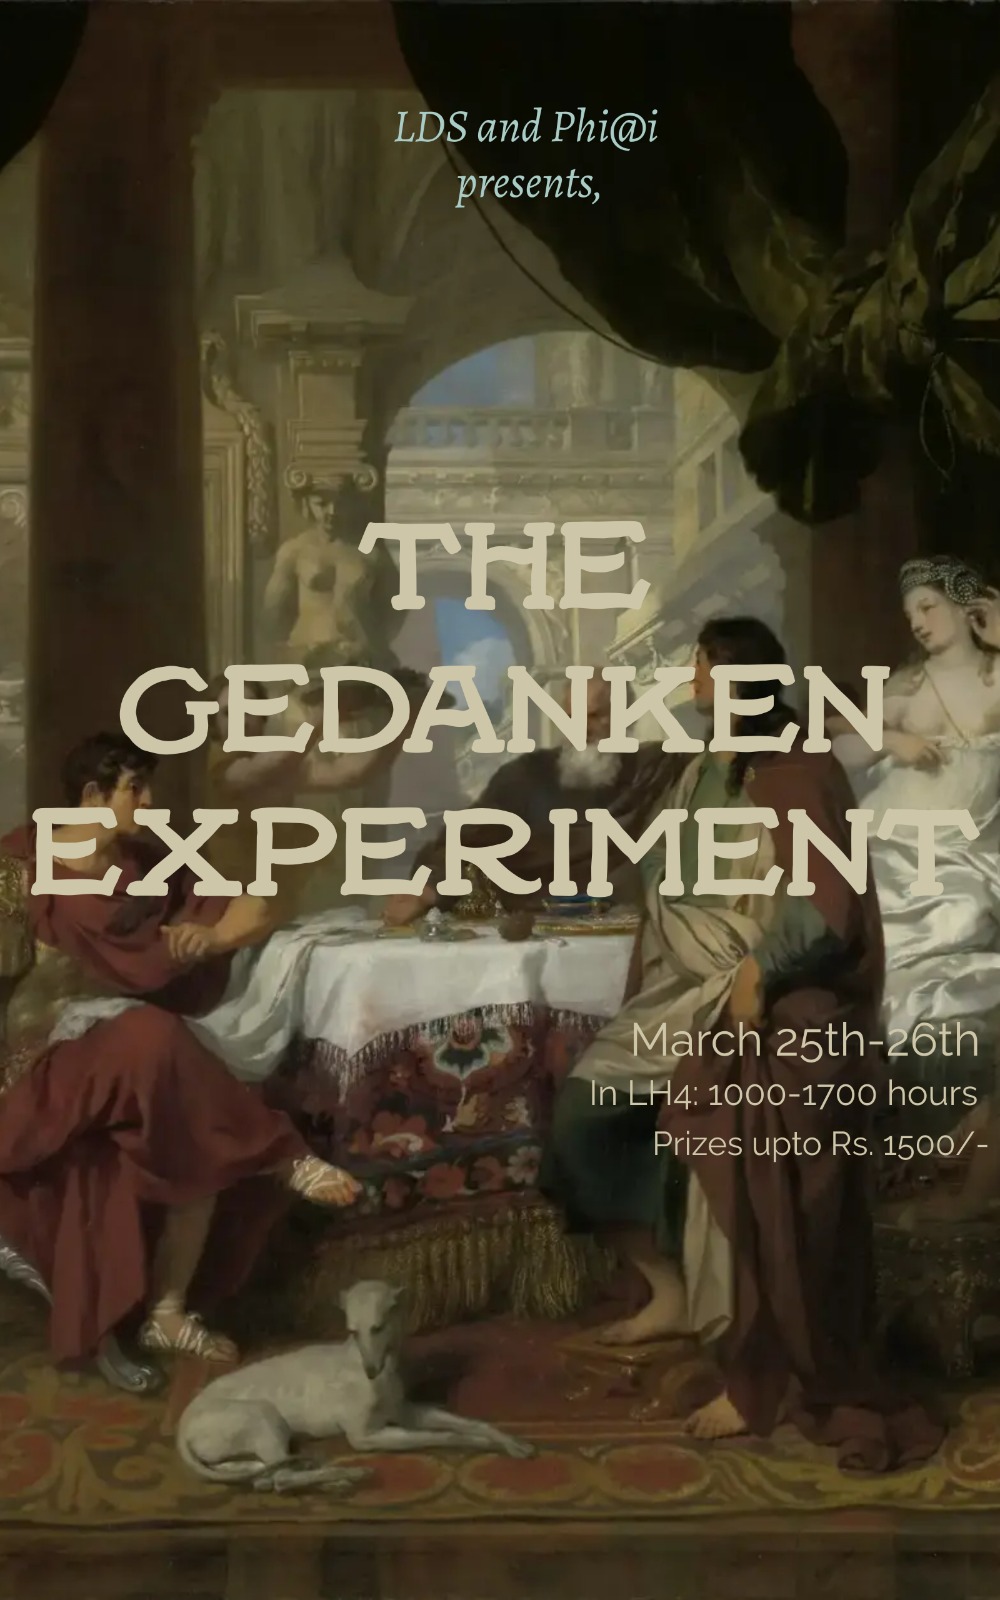 LDS and Phi@i
presents,
THE
GEDANKEN
EXPERIMENT
March 25th-26th
In LH4: 1000-1700 hours
Prizes upto Rs. 1500/-